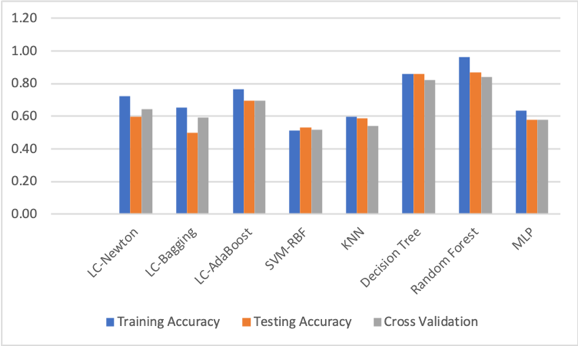 1.20
1.00
0.80
0.60
0.40
0.20
0.00
LC-Newton
LC-Bagging
LC-AdaBoost
SVM-RBF
KNN
Decision Tree
Random Forest
MLP
Training Accuracy Testing Accuracy Cross Validation